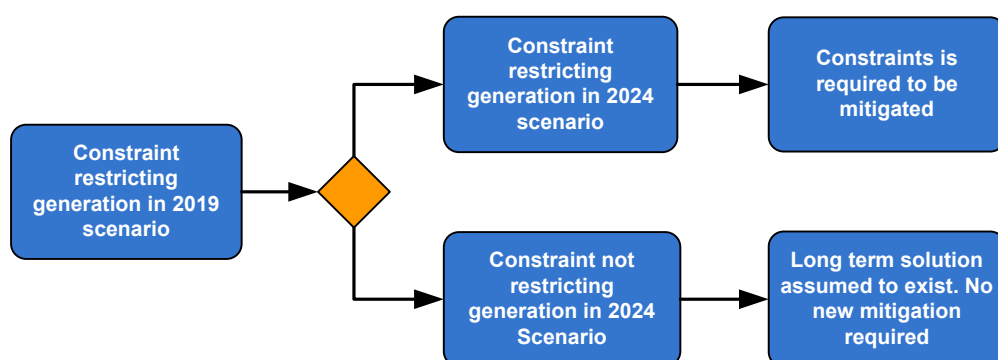 Constraint
restricting
generation in 2019
scenario
Constraint
restricting
generation in 2024
scenario
Constraints is
required to be
mitigated
Constraint not
restricting
generation in 2024
Scenario
Long term solution
assumed to exist. No
new mitigation
required